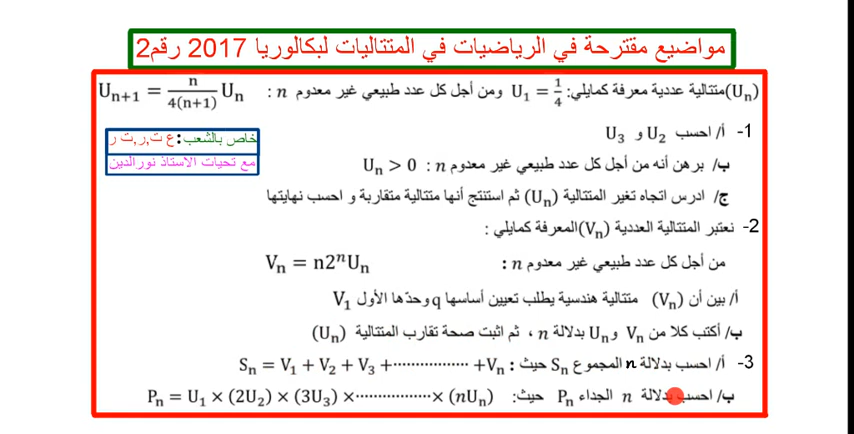 مواضيع مقترحة في الرياضيات في المتتاليات لبكالوريا 2017 رقم2
(Uₙ) متتالية عددية معرفة كمايلي: U₁ = 1/4 ومن أجل كل عدد طبيعي غير معدوم n : Uₙ₊₁ = n/4(n+1) Uₙ
خاص بالشعب: ع ت,ر,ت ر
مع تحيات الاستاذ نورالدين
1- أ/ احسب U₂ و U₃
ب/ برهن أنه من أجل كل عدد طبيعي غير معدوم n : Uₙ > 0
ج/ ادرس اتجاه تغير المتتالية (Uₙ) ثم استنتج أنها متتالية متقاربة و احسب نهايتها
2- نعتبر المتتالية العددية (Vₙ) المعرفة كمايلي :
من أجل كل عدد طبيعي غير معدوم n : Vₙ = n2ⁿUₙ
أ/ بين أن (Vₙ) متتالية هندسية يطلب تعيين أساسها q وحدّها الأول V₁
ب/ أكتب كلا من Vₙ و Uₙ بدلالة n ، ثم اثبت صحة تقارب المتتالية (Uₙ)
3- أ/ احسب بدلالة n المجموع Sₙ حيث : Sₙ = V₁ + V₂ + V₃ +················ +Vₙ
ب/ احسب بدلالة n الجداء Pₙ حيث: Pₙ = U₁ × (2U₂) × (3U₃) ×··············× (nUₙ)